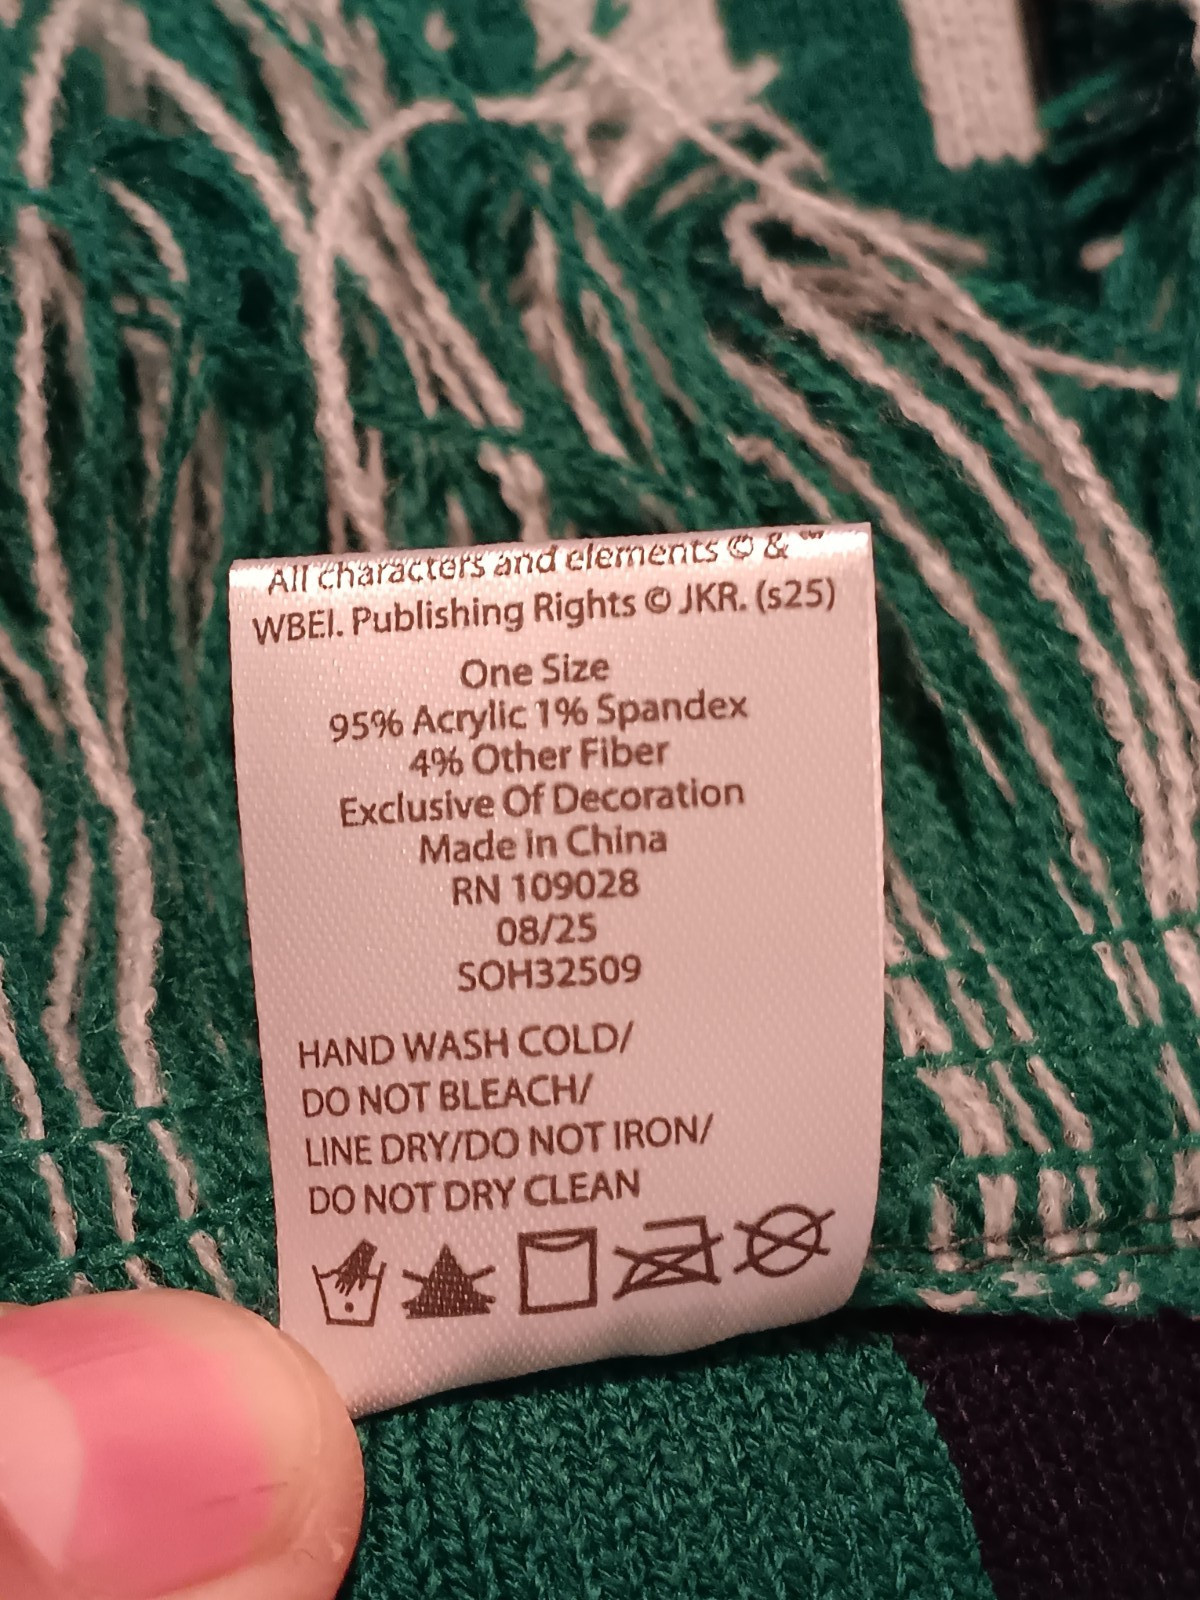 All characters and elements © & ™
WBEI. Publishing Rights © JKR. (s25)
One Size
95% Acrylic 1% Spandex
4% Other Fiber
Exclusive Of Decoration
Made in China
RN 109028
08/25
SOH32509
HAND WASH COLD/
DO NOT BLEACH/
LINE DRY/DO NOT IRON/
DO NOT DRY CLEAN